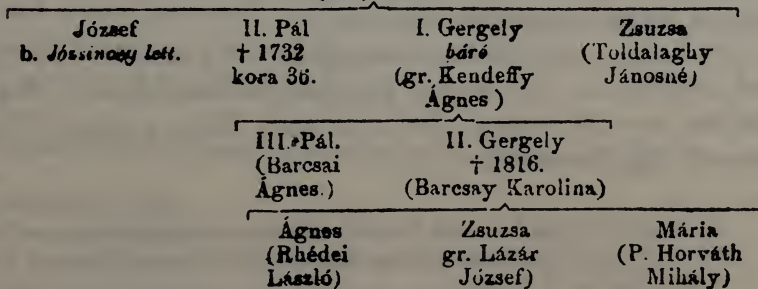 József II. Pál I. Gergely Zsuzsa
b. Józsinczy lett. † 1732 báró (Toldalaghy
kora 36. (gr. Kendeffy Jánosné)
Ágnes)
III. Pál. II. Gergely
(Barcsai † 1816.
Ágnes.) (Barcsay Karolina)
Ágnes Zsuzsa Mária
(Rhédei gr. Lázár (P. Horváth
László) József) Mihály)